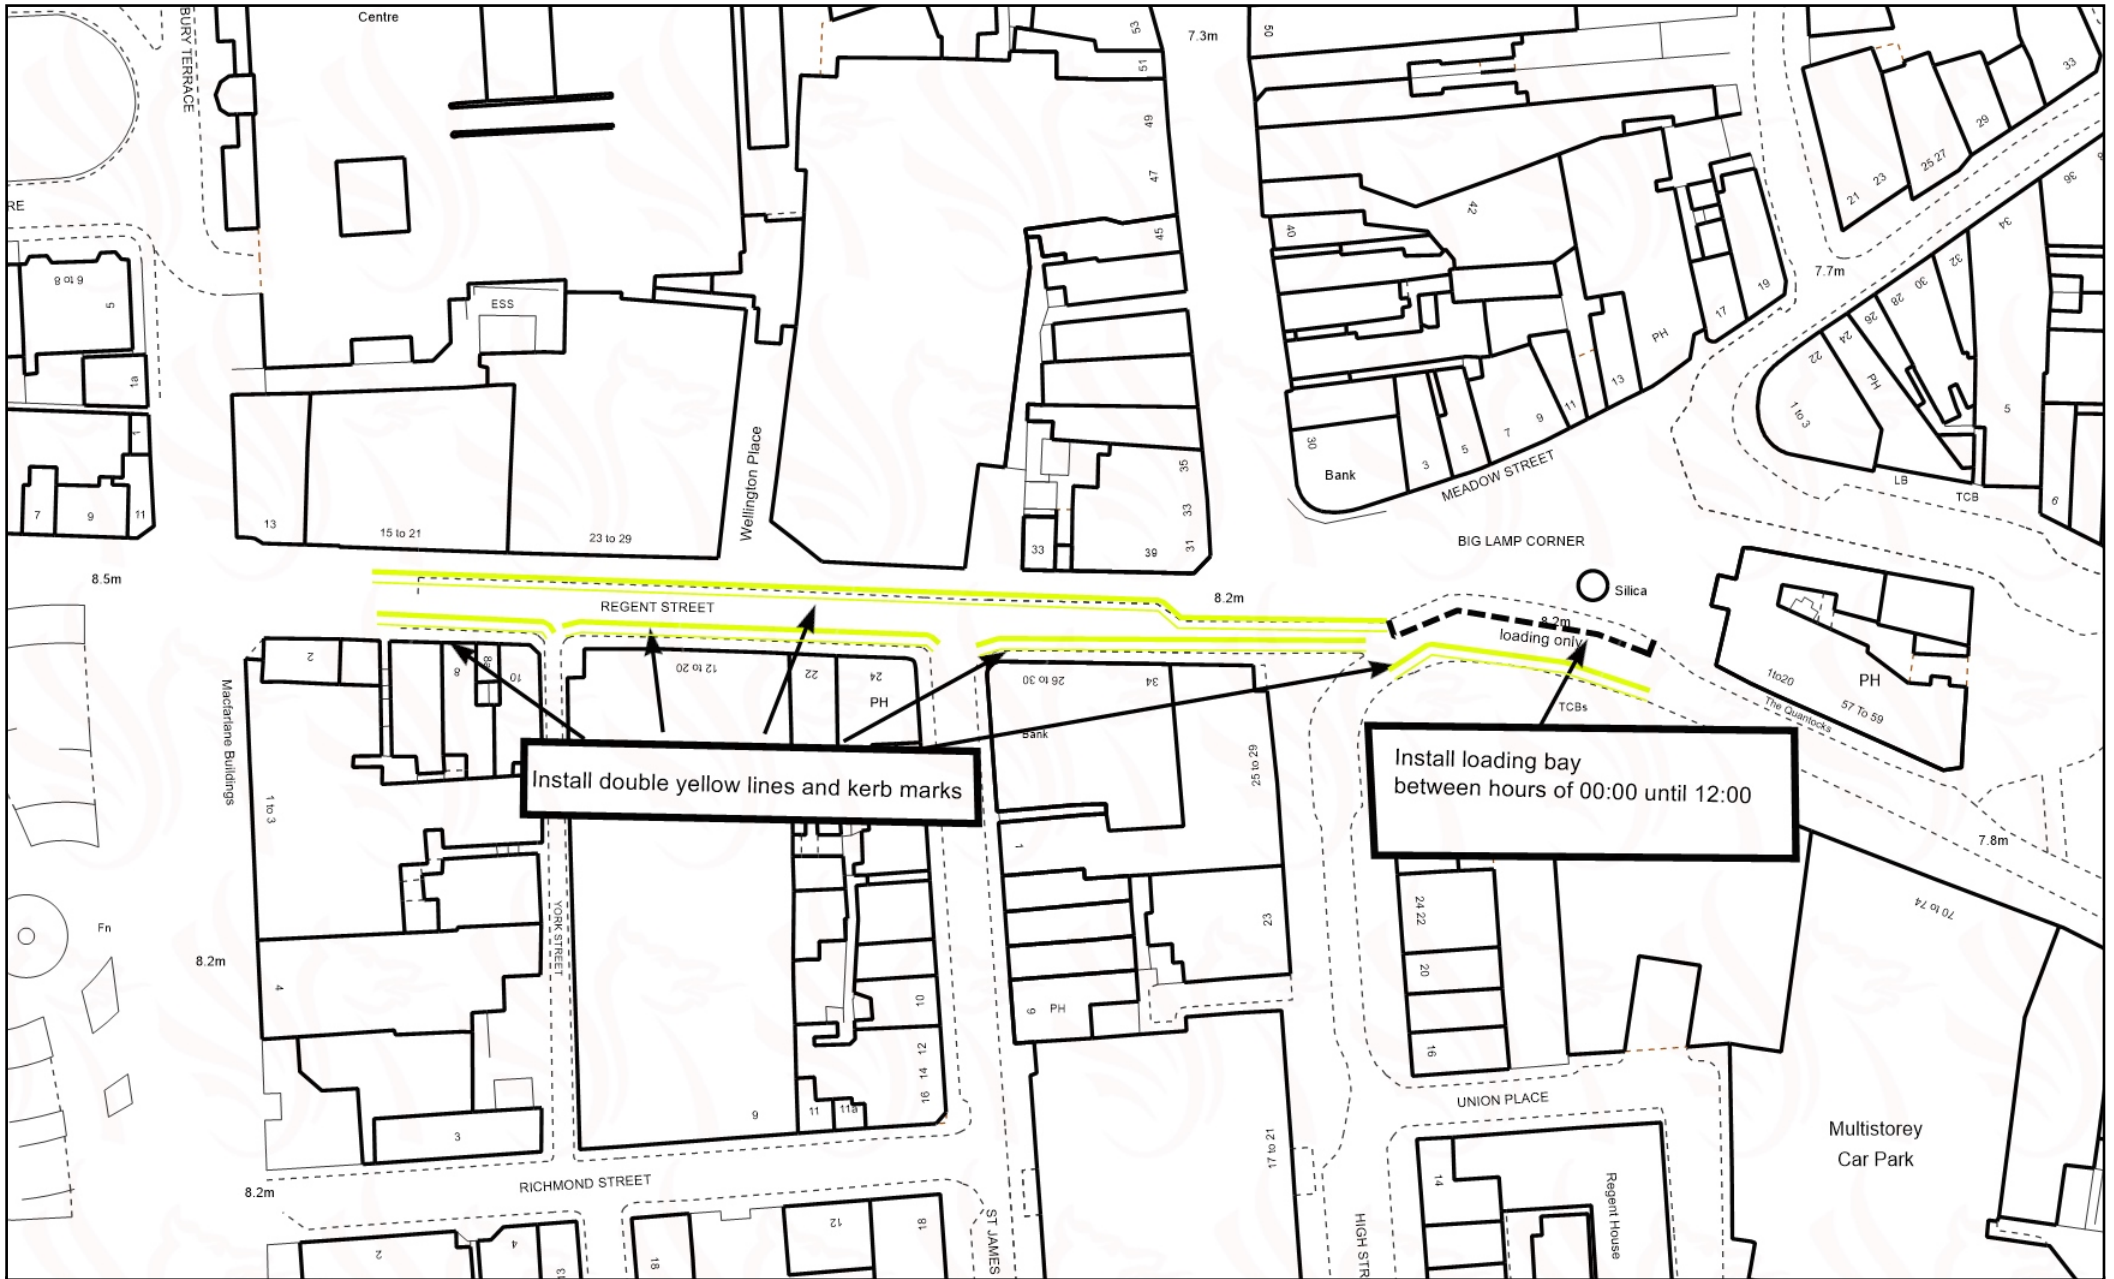 Centre
BURY TERRACE
53
7.3m
50
33
51
49
29
25 27
47
23
21
36
RE
42
34
45
40
6 to 8
5
7.7m
32
30
28
19
17
26
24
22
ESS
PH
PH
1a
13
1 to 3
11
9
7
5
3
5
1
Wellington Place
30
Bank
MEADOW STREET
35
33
31
LB
TCB
6
7
9
11
13
15 to 21
23 to 29
33
39
BIG LAMP CORNER
8.5m
REGENT STREET
8.2m
Silica
8.2m
loading only
2
8
8a
10
12 to 20
22
24
PH
26 to 30
34
1to20
PH
57 To 59
The Quantocks
TCBs
Macfarlane Buildings
Bank
25 to 29
Install double yellow lines and kerb marks
Install loading bay
between hours of 00:00 until 12:00
1 to 3
1
7.8m
YORK STREET
23
24 22
70 to 74
Fn
8.2m
20
4
10
6
PH
12
14
16
16
9
11
11a
UNION PLACE
3
17 to 21
Multistorey
Car Park
RICHMOND STREET
8.2m
14
Regent House
ST JAMES
HIGH STR
2
4
13
18
12
18